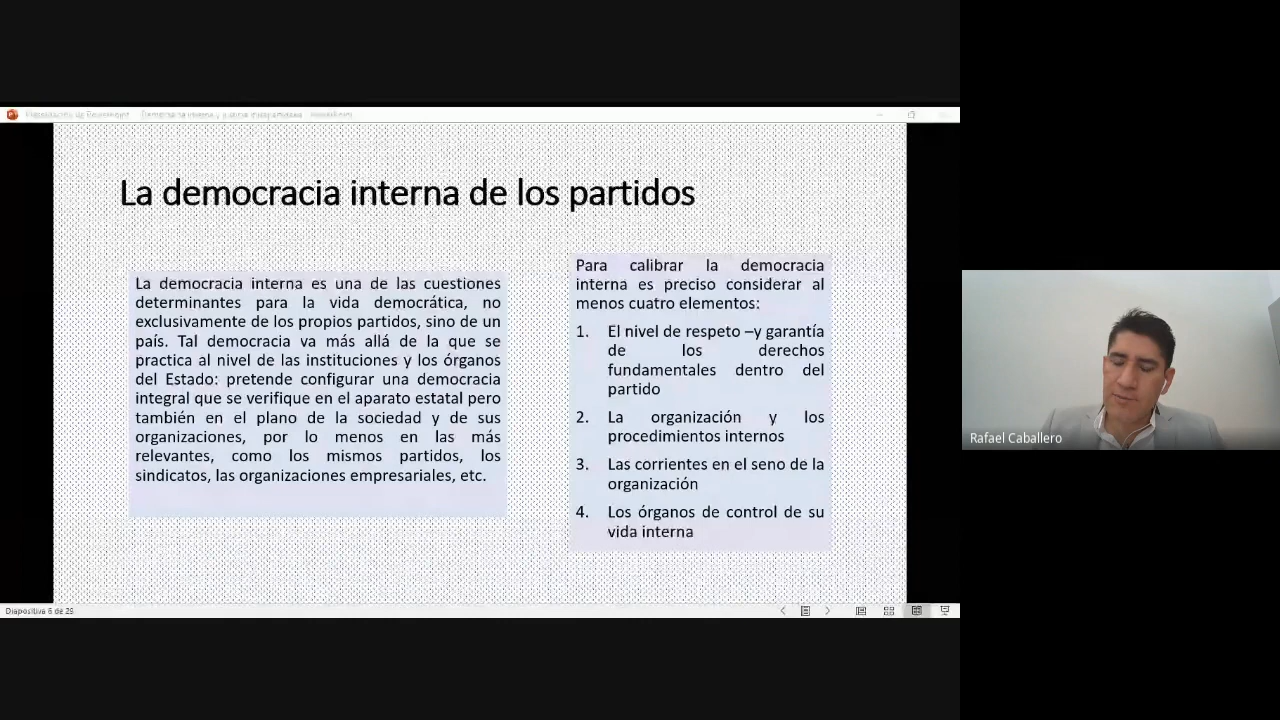 La democracia interna de los partidos
La democracia interna es una de las cuestiones
determinantes para la vida democrática, no
exclusivamente de los propios partidos, sino de un
país. Tal democracia va más allá de la que se
practica al nivel de las instituciones y los órganos
del Estado: pretende configurar una democracia
integral que se verifique en el aparato estatal pero
también en el plano de la sociedad y de sus
organizaciones, por lo menos en las más
relevantes, como los mismos partidos, los
sindicatos, las organizaciones empresariales, etc.
Para calibrar la democracia
interna es preciso considerar al
menos cuatro elementos:
1. El nivel de respeto –y garantía
de los derechos
fundamentales dentro del
partido
2. La organización y los
procedimientos internos
3. Las corrientes en el seno de la
organización
4. Los órganos de control de su
vida interna
Diapositiva 6 de 29
Rafael Caballero